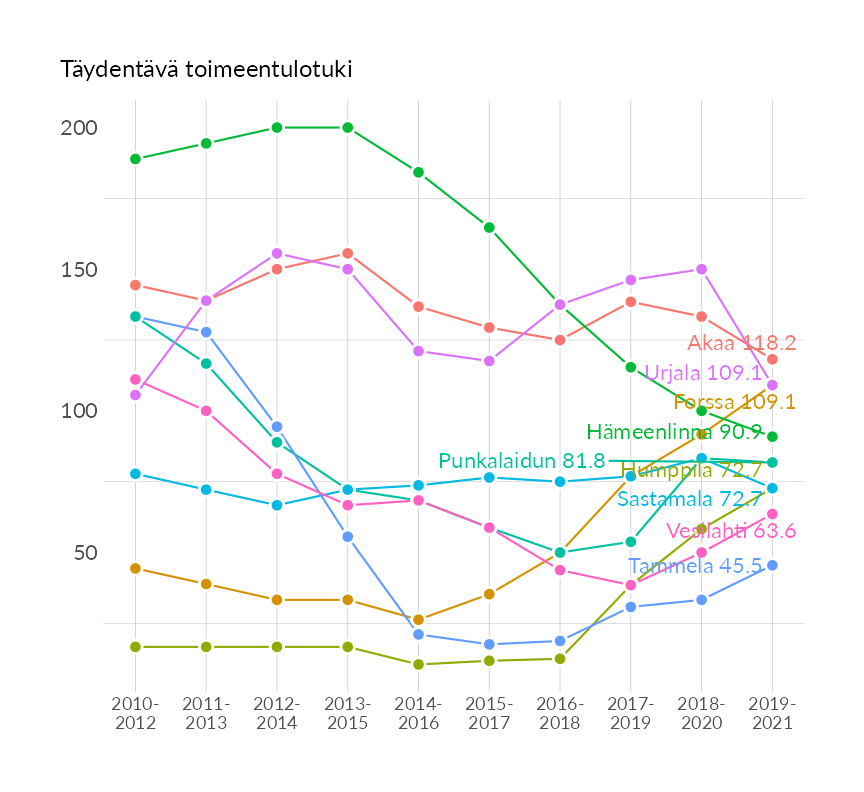 Täydentävä toimeentulotuki
200
150
100
50
Akaa 118.2
Urjala 109.1
Forssa 109.1
Hämeenlinna 90.9
Punkalaidun 81.8
Humppila 72.7
Sastamala 72.7
Vesilahti 63.6
Tammela 45.5
2010-
2012
2011-
2013
2012-
2014
2013-
2015
2014-
2016
2015-
2017
2016-
2018
2017-
2019
2018-
2020
2019-
2021